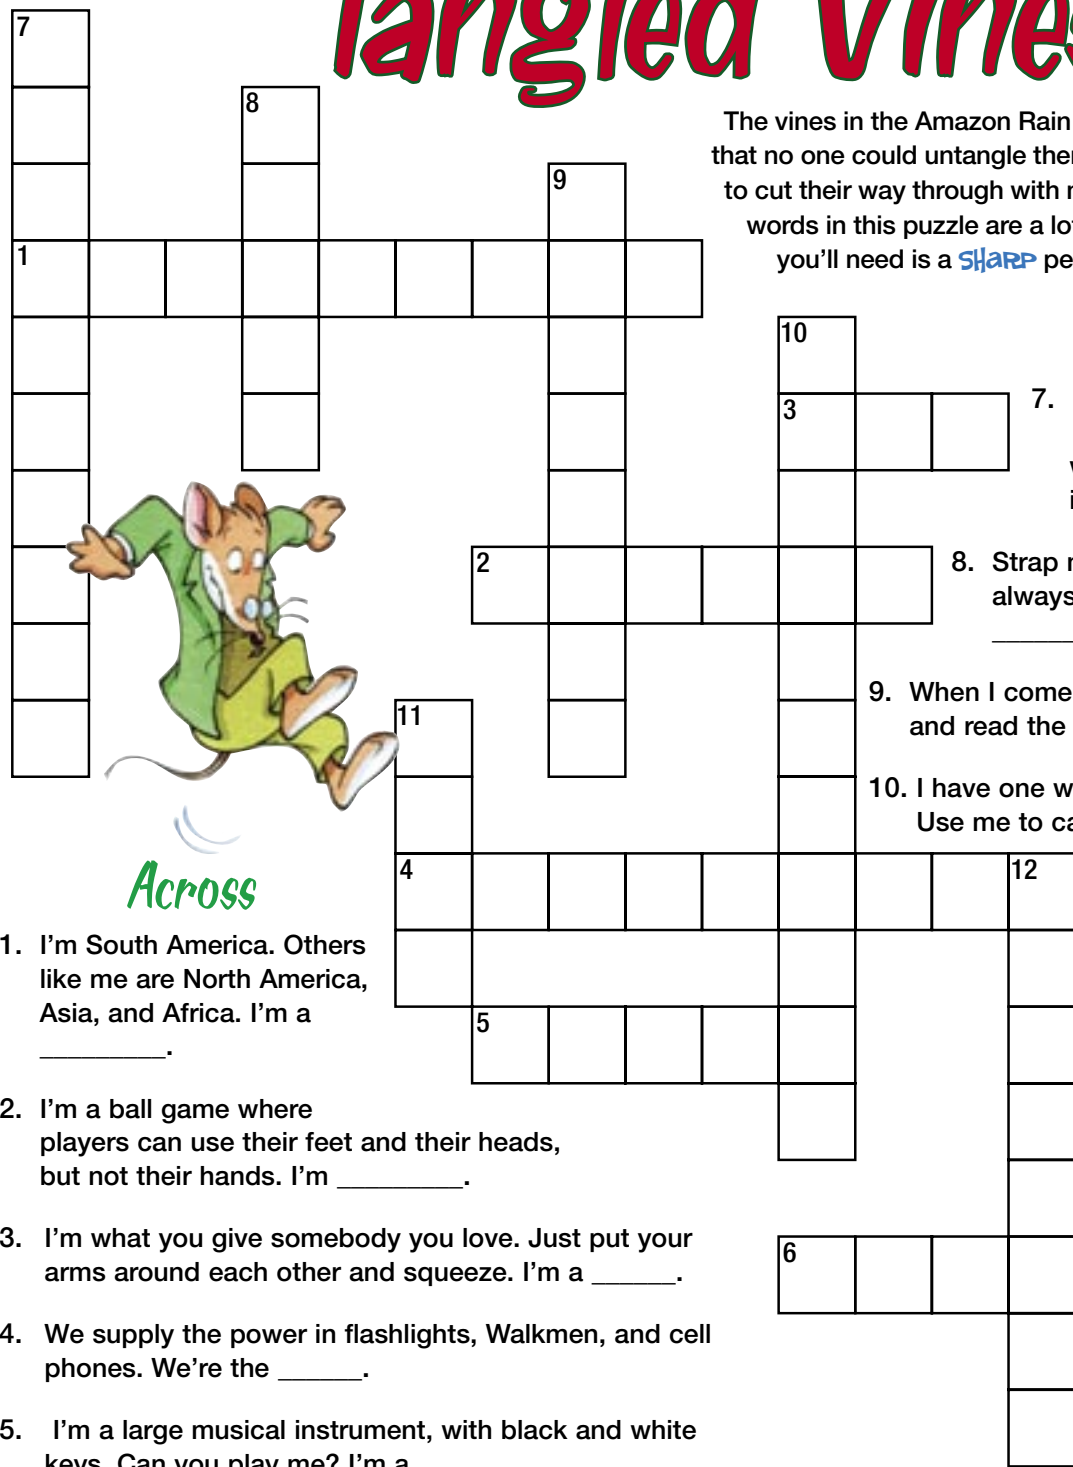 Tangled Vines
The vines in the Amazon Rain
that no one could untangle
to cut their way through with
words in this puzzle are a
you'll need is a SHARP
7
8
9
1
10
3
2
11
4
12
5
6
7.
8. Strap
always
_____
9. When I come
and read the
10. I have one
Use me to
Across
1. I'm South America. Others
like me are North America,
Asia, and Africa. I'm a
_________.
2. I'm a ball game where
players can use their feet and their heads,
but not their hands. I'm _________.
3. I'm what you give somebody you love. Just put your
arms around each other and squeeze. I'm a ______.
4. We supply the power in flashlights, Walkmen, and cell
phones. We're the ______.
5. I'm a large musical instrument, with black and white
keys. Can you play me? I'm a